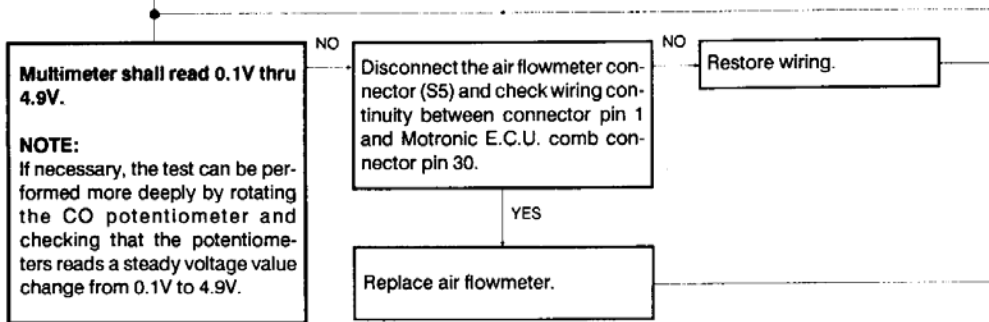 Multimeter shall read 0.1V thru
4.9V.
NOTE:
If necessary, the test can be per-
formed more deeply by rotating
the CO potentiometer and
checking that the potentiome-
ters reads a steady voltage value
change from 0.1V to 4.9V.
NO
Disconnect the air flowmeter con-
nector (S5) and check wiring con-
tinuity between connector pin 1
and Motronic E.C.U. comb con-
nector pin 30.
NO
Restore wiring.
YES
Replace air flowmeter.